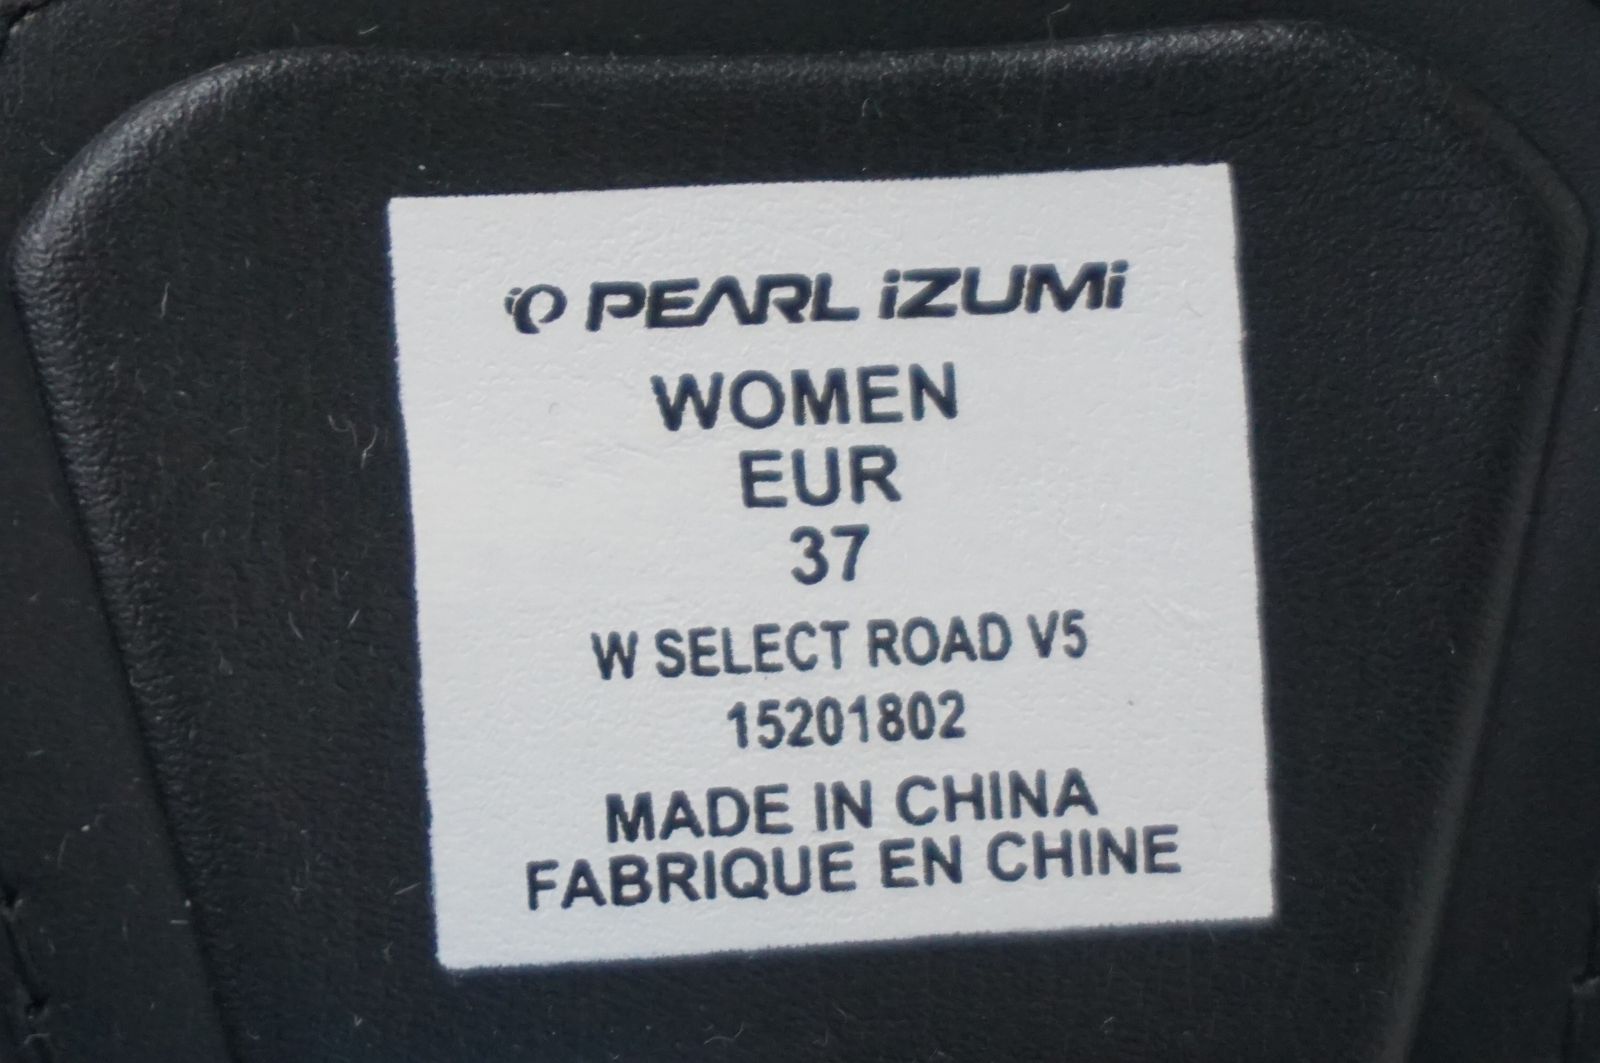 PEARL iZUMi
WOMEN
EUR
37
W SELECT ROAD V5
15201802
MADE IN CHINA
FABRIQUE EN CHINE